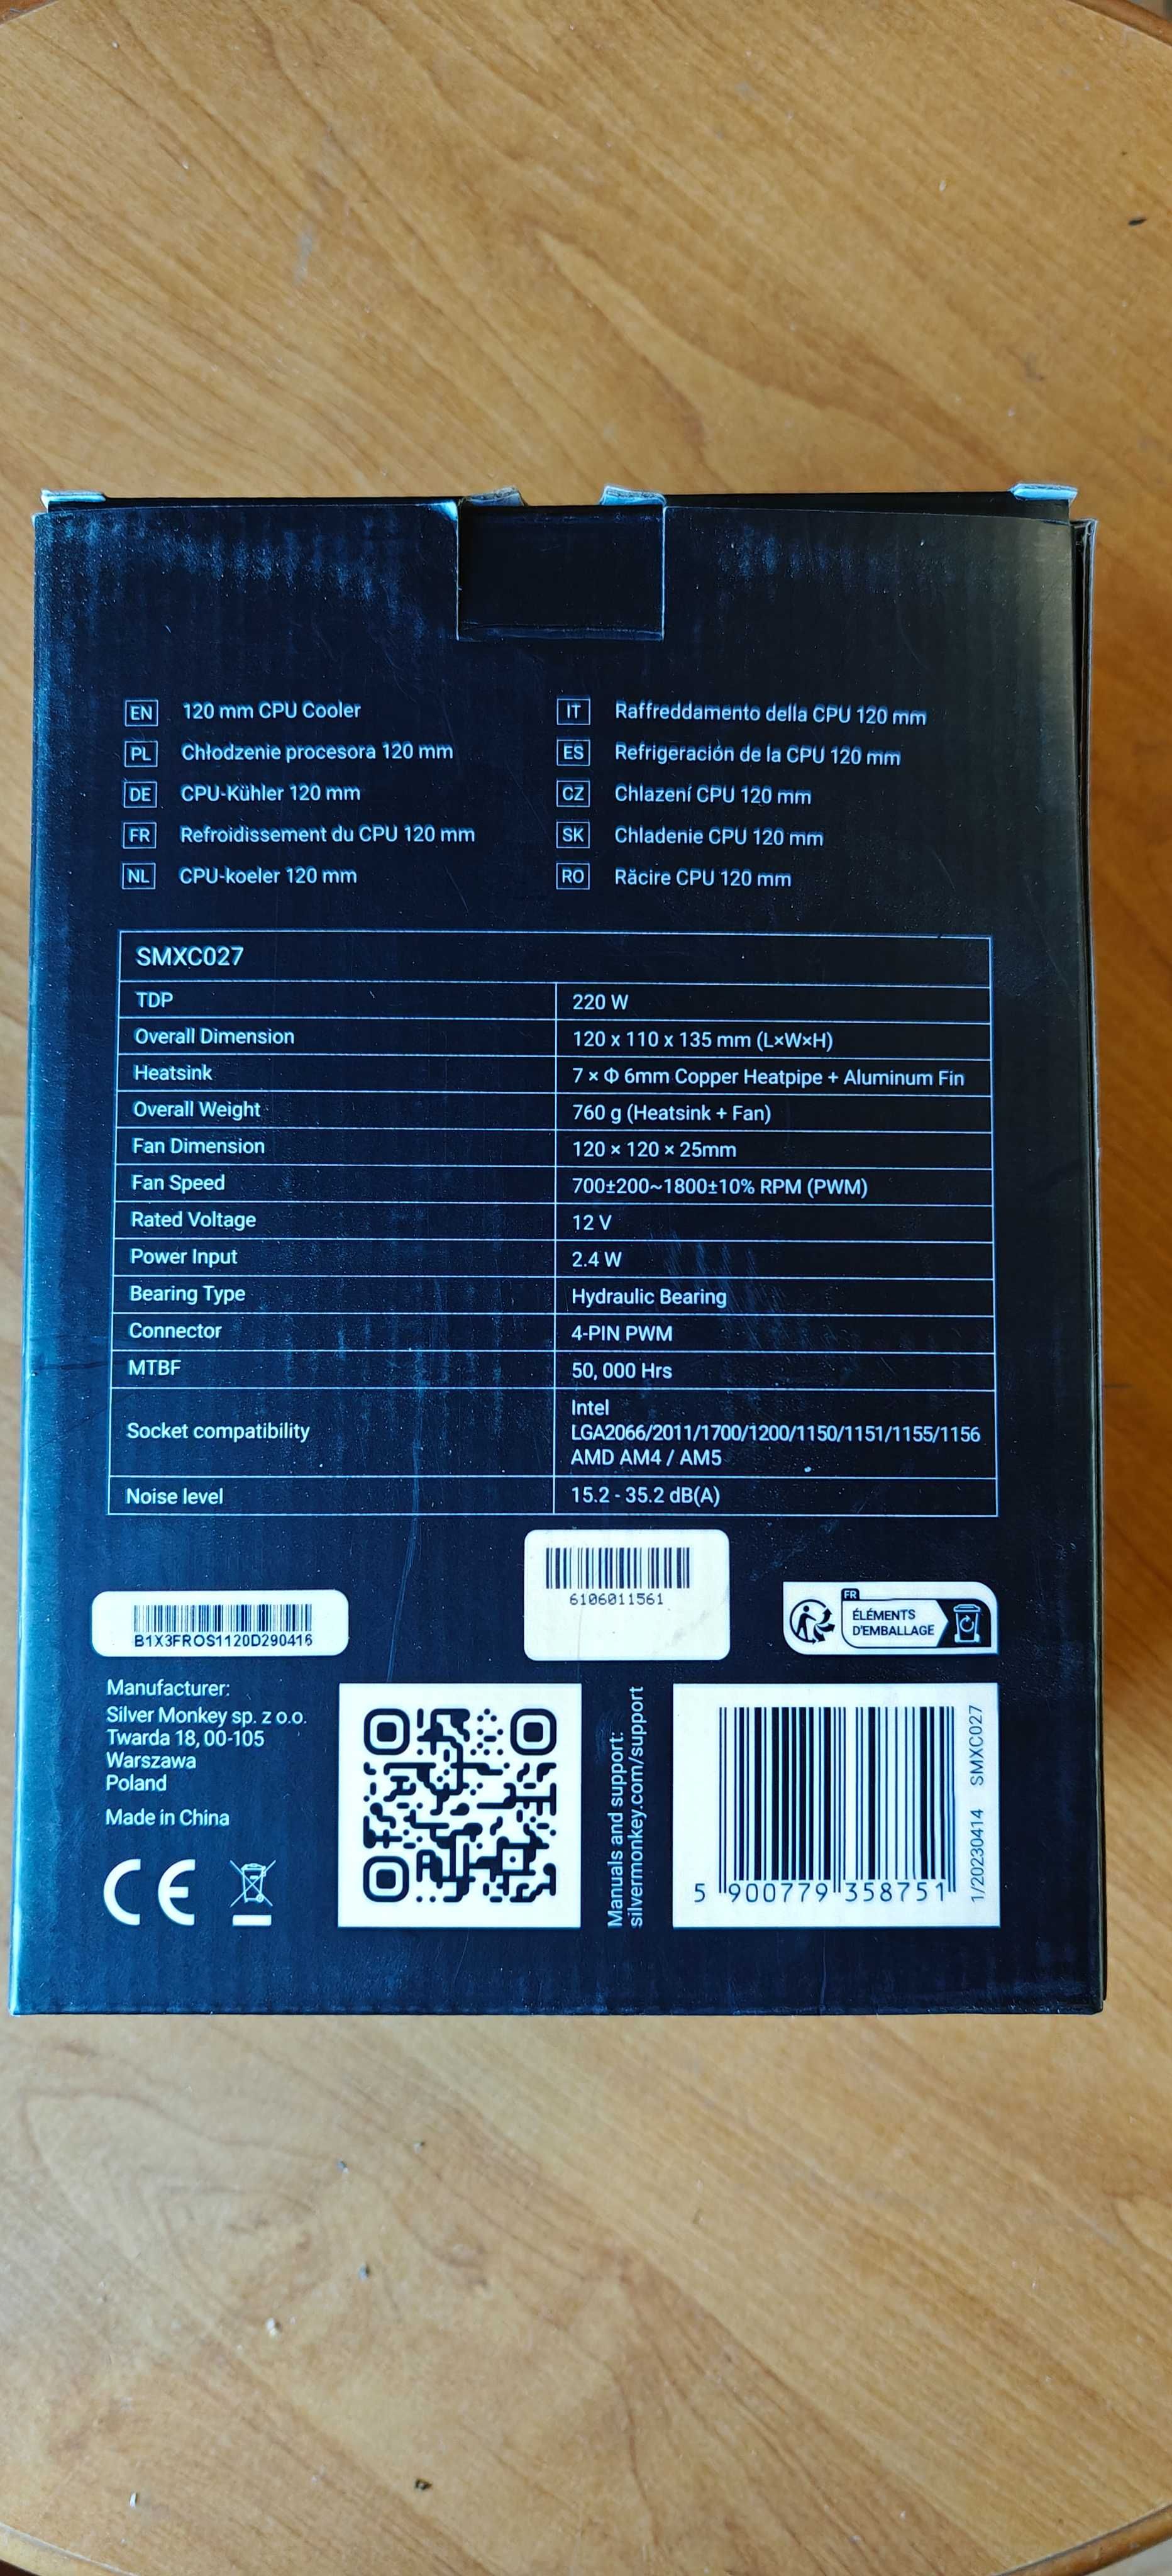 EN 120 mm CPU Cooler
PL Chłodzenie procesora 120 mm
DE CPU-Kühler 120 mm
FR Refroidissement du CPU 120 mm
NL CPU-koeler 120 mm
IT Raffreddamento della CPU 120 mm
ES Refrigeración de la CPU 120 mm
CZ Chlazení CPU 120 mm
SK Chladenie CPU 120 mm
RO Răcire CPU 120 mm
SMXC027
TDP 220 W
Overall Dimension 120 x 110 x 135 mm (L×W×H)
Heatsink 7 × Φ 6mm Copper Heatpipe + Aluminum Fin
Overall Weight 760 g (Heatsink + Fan)
Fan Dimension 120 × 120 × 25mm
Fan Speed 700±200~1800±10% RPM (PWM)
Rated Voltage 12 V
Power Input 2.4 W
Bearing Type Hydraulic Bearing
Connector 4-PIN PWM
MTBF 50, 000 Hrs
Socket compatibility
Intel
LGA2066/2011/1700/1200/1150/1151/1155/1156
AMD AM4 / AM5
Noise level 15.2 - 35.2 dB(A)
B1X3FROS1120D290416
6106011561
FR
ÉLÉMENTS
D'EMBALLAGE
Manufacturer:
Silver Monkey sp. z o.o.
Twarda 18, 00-105
Warszawa
Poland
Made in China
CE
Manuals and support:
silvermonkey.com/support
5 900779 358751
1/20230414 SMXC027